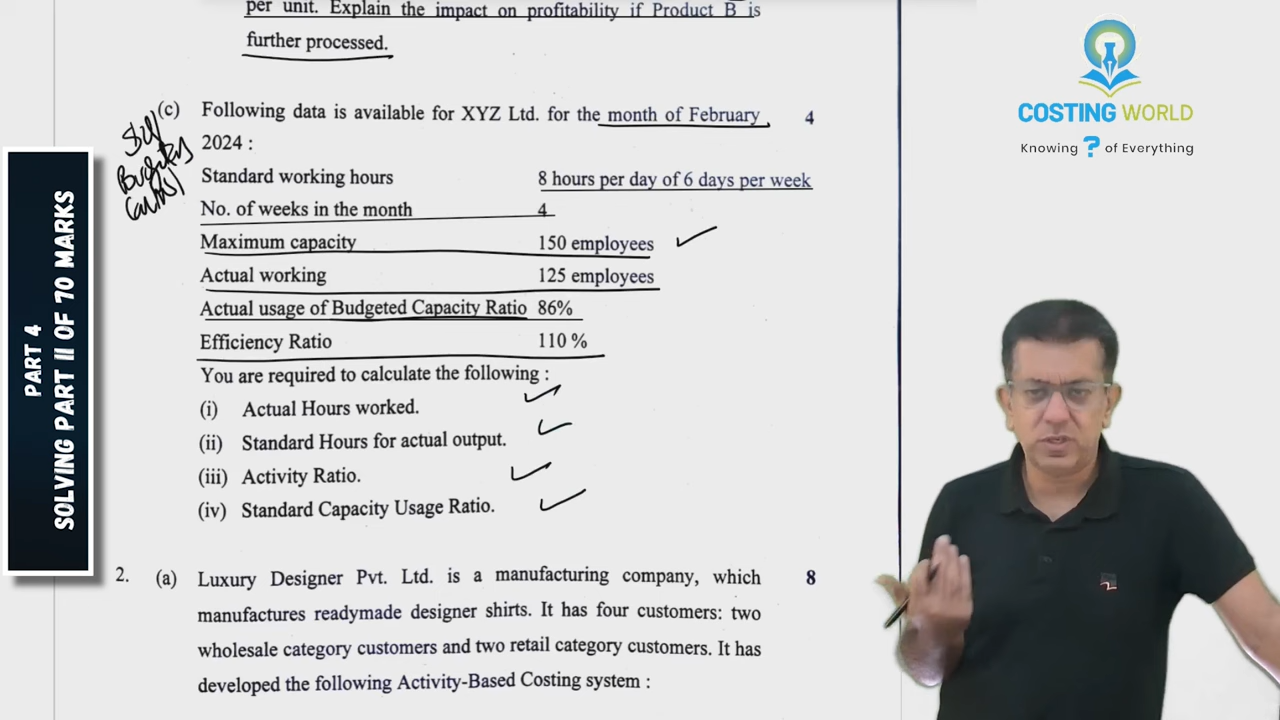 per unit. Explain the impact on profitability if Product B is
further processed.
(c) Following data is available for XYZ Ltd. for the month of February 4
2024 :
Standard working hours 8 hours per day of 6 days per week
No. of weeks in the month 4
Maximum capacity 150 employees
Actual working 125 employees
Actual usage of Budgeted Capacity Ratio 86%
Efficiency Ratio 110 %
You are required to calculate the following :
(i) Actual Hours worked.
(ii) Standard Hours for actual output.
(iii) Activity Ratio.
(iv) Standard Capacity Usage Ratio.
2. (a) Luxury Designer Pvt. Ltd. is a manufacturing company, which 8
manufactures readymade designer shirts. It has four customers: two
wholesale category customers and two retail category customers. It has
developed the following Activity-Based Costing system :
PART 4
SOLVING PART II OF 70 MARKS
COSTING WORLD
Knowing ? of Everything